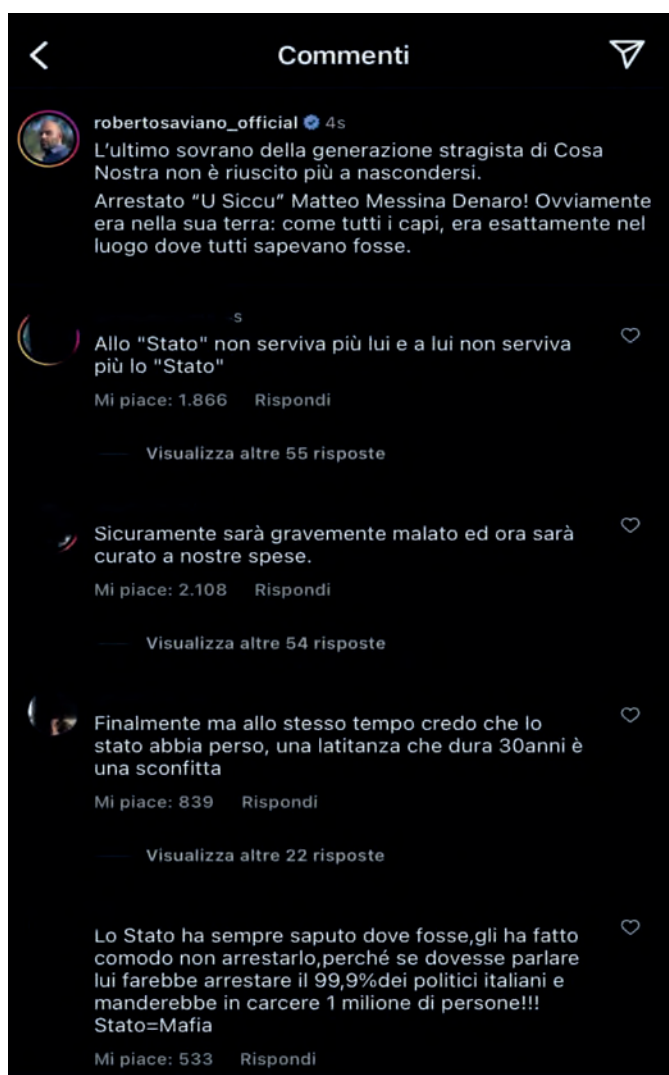 Commenti
robertosaviano_official 4s
L'ultimo sovrano della generazione stragista di Cosa
Nostra non è riuscito più a nascondersi.
Arrestato “U Siccu” Matteo Messina Denaro! Ovviamente
era nella sua terra: come tutti i capi, era esattamente nel
luogo dove tutti sapevano fosse.
s
Allo "Stato" non serviva più lui e a lui non serviva
più lo "Stato"
Mi piace: 1.866 Rispondi
Visualizza altre 55 risposte
Sicuramente sarà gravemente malato ed ora sarà
curato a nostre spese.
Mi piace: 2.108 Rispondi
Visualizza altre 54 risposte
Finalmente ma allo stesso tempo credo che lo
stato abbia perso, una latitanza che dura 30anni è
una sconfitta
Mi piace: 839 Rispondi
Visualizza altre 22 risposte
Lo Stato ha sempre saputo dove fosse,gli ha fatto
comodo non arrestarlo,perché se dovesse parlare
lui farebbe arrestare il 99,9%dei politici italiani e
manderebbe in carcere 1 milione di persone!!!
Stato=Mafia
Mi piace: 533 Rispondi